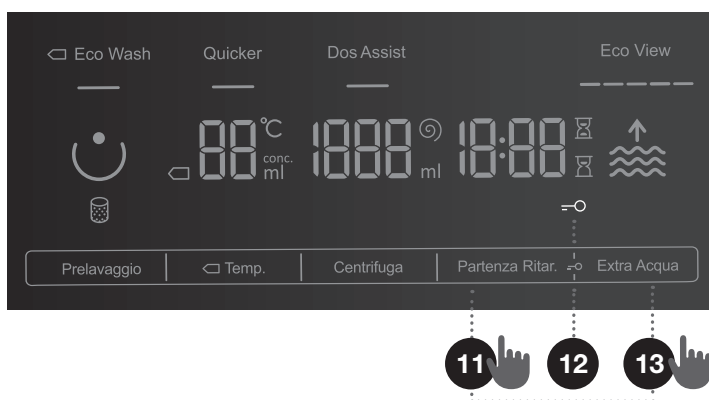 Eco Wash Quicker Dos Assist Eco View
88 °C conc. ml 1888 ml 18:88
Prelavaggio Temp. Centrifuga Partenza Ritar. Extra Acqua
11 12 13